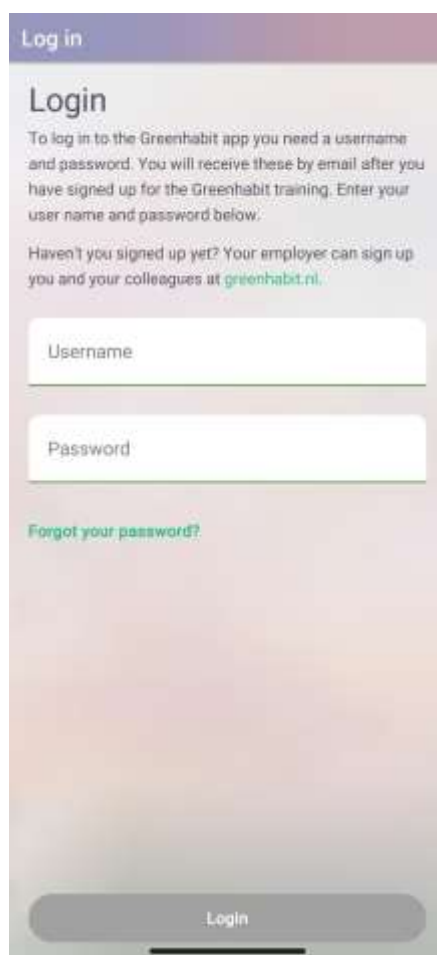 Log in
Login
To log in to the Greenhabit app you need a username
and password. You will receive these by email after you
have signed up for the Greenhabit training. Enter your
user name and password below.
Haven't you signed up yet? Your employer can sign up
you and your colleagues at greenhabit.nl.
Username
Password
Forgot your password?
Login